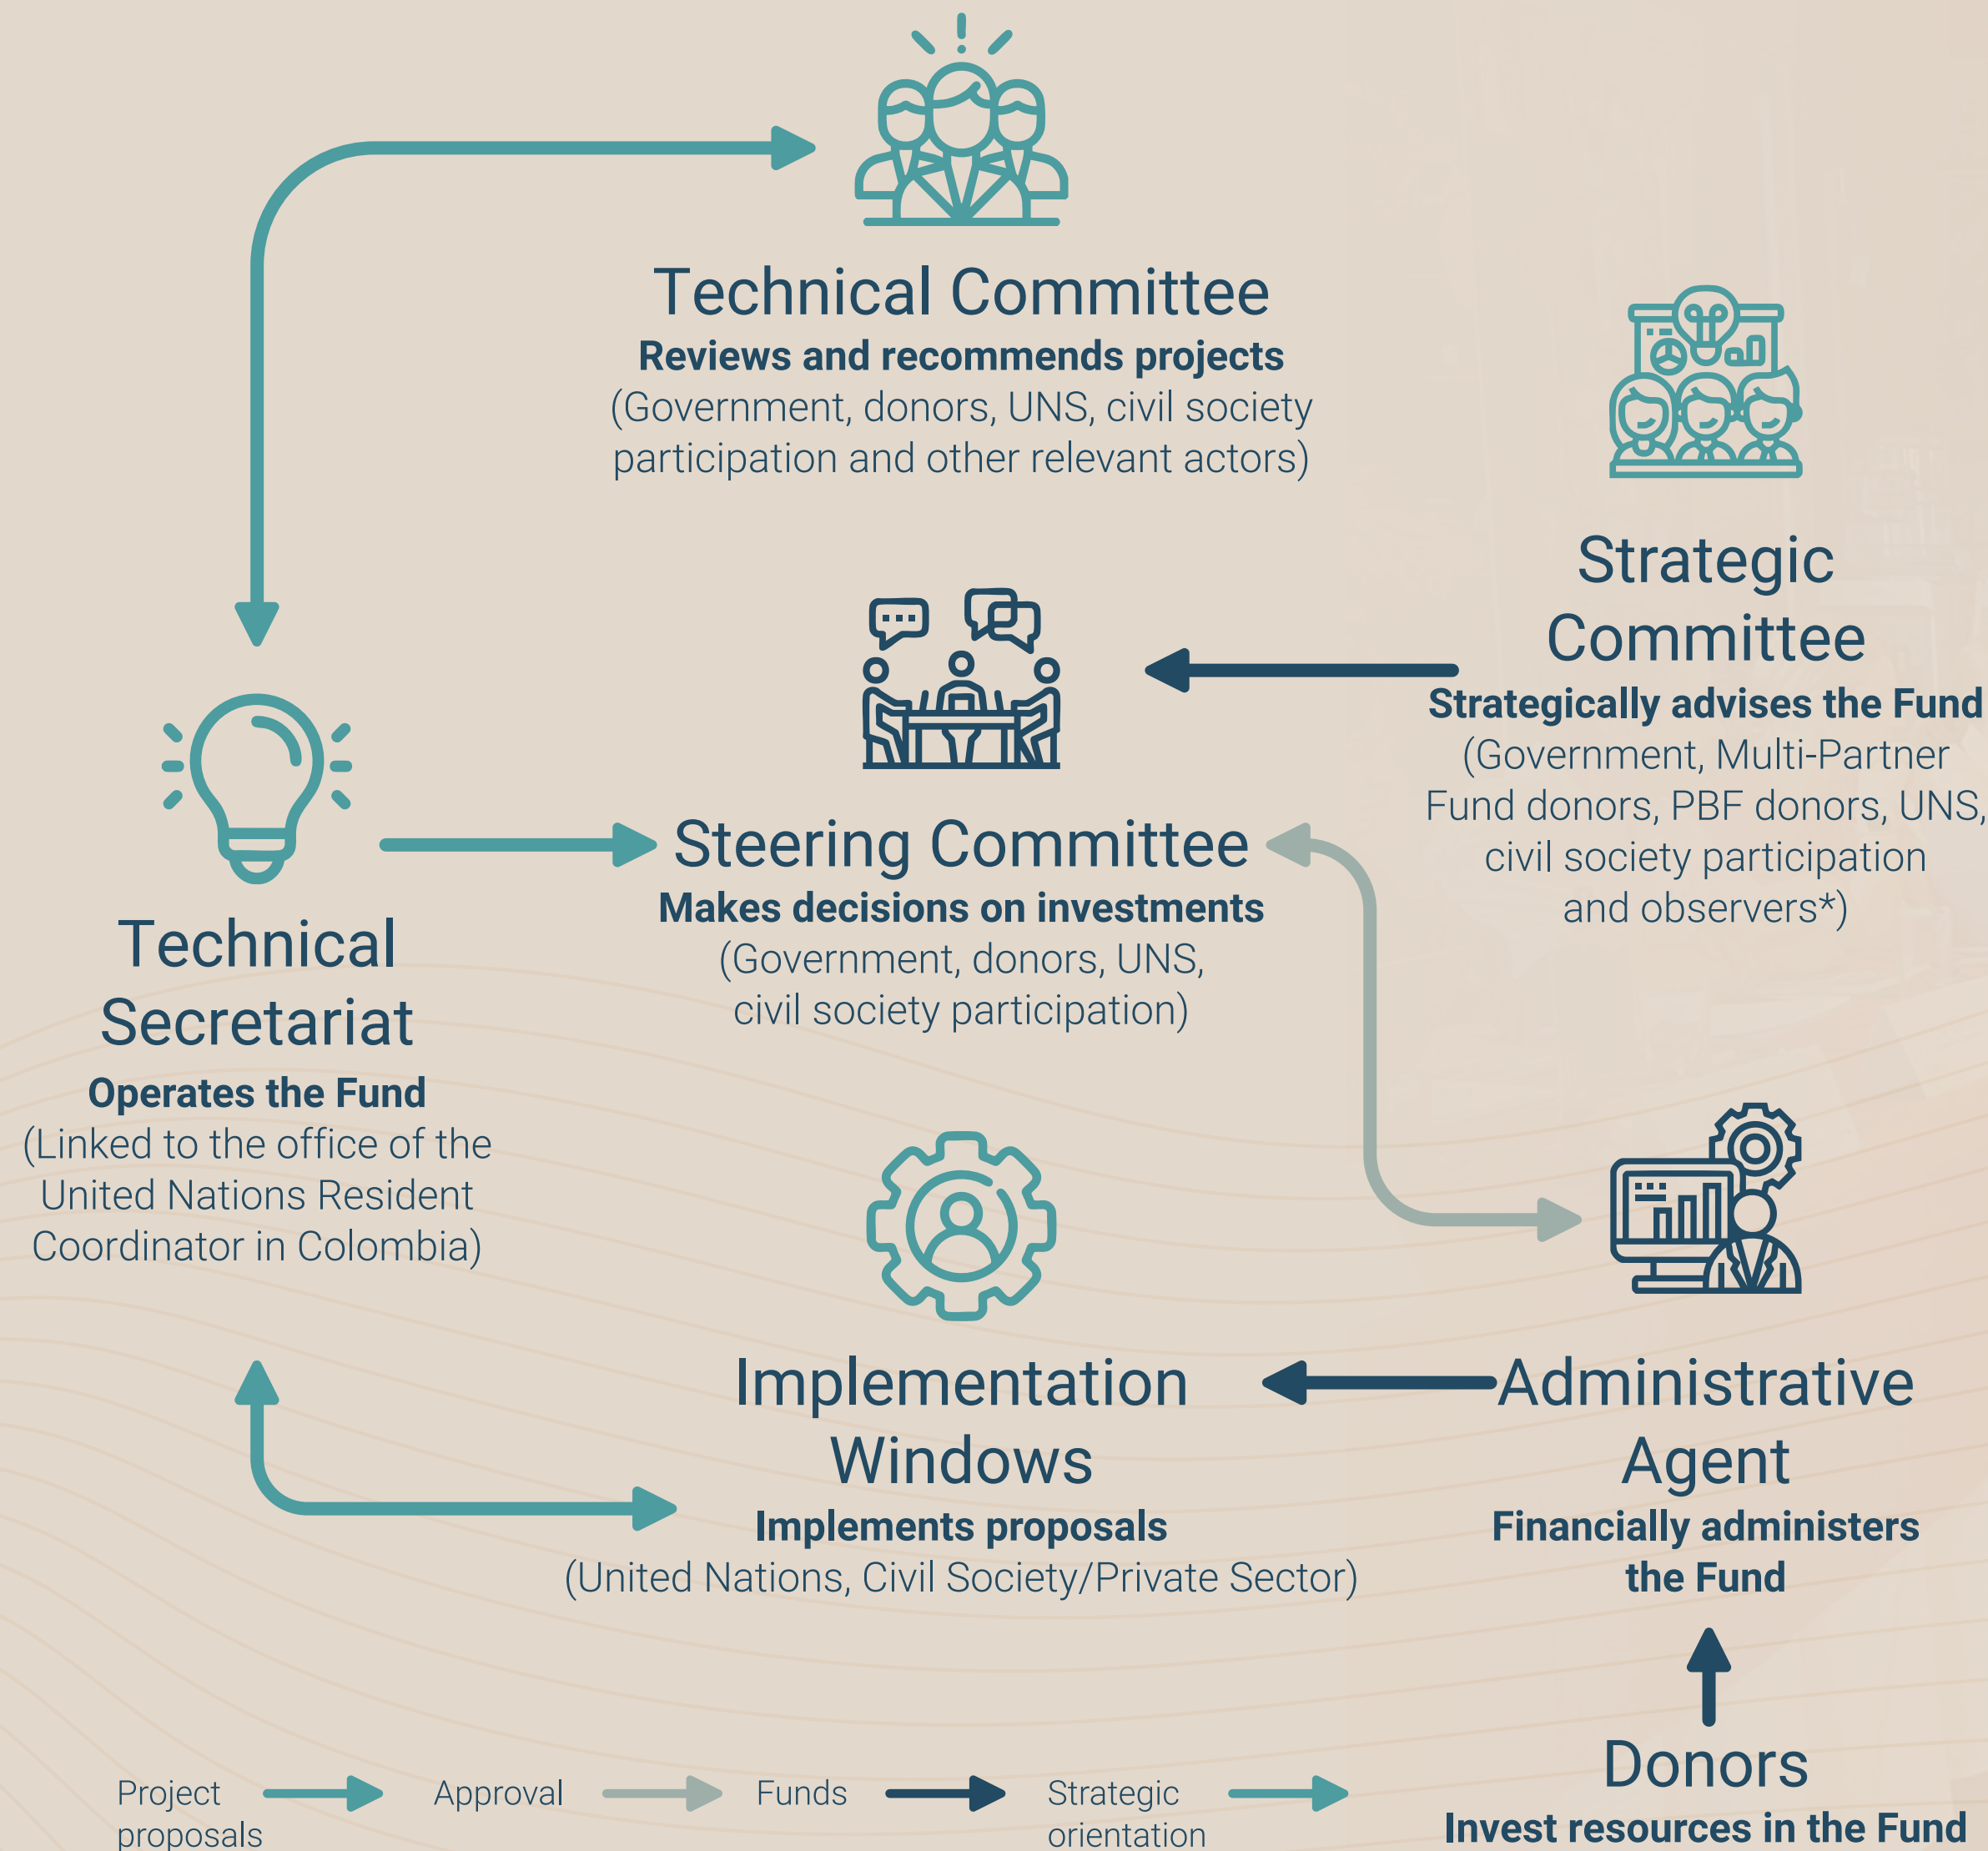 Technical Committee
Reviews and recommends projects
(Government, donors, UNS, civil society
participation and other relevant actors)
Strategic
Committee
Strategically advises the Fund
(Government, Multi-Partner
Fund donors, PBF donors, UNS,
civil society participation
and observers*)
Steering Committee
Makes decisions on investments
(Government, donors, UNS,
civil society participation)
Technical
Secretariat
Operates the Fund
(Linked to the office of the
United Nations Resident
Coordinator in Colombia)
Implementation
Windows
Implements proposals
(United Nations, Civil Society/Private Sector)
Administrative
Agent
Financially administers
the Fund
Donors
Invest resources in the Fund
Project
proposals
Approval
Funds
Strategic
orientation